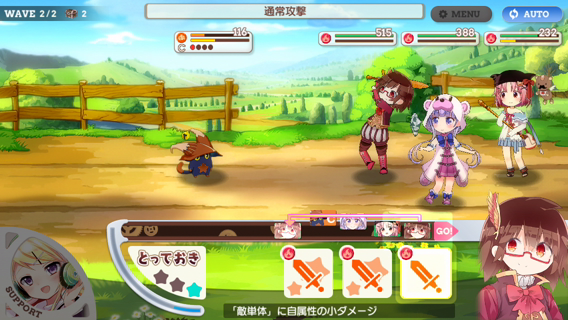 WAVE 2/2 2
通常攻撃
MENU
AUTO
116
C
515
388
232
GO!
とっておき
SUPPORT
「敵単体」に自属性の小ダメージ